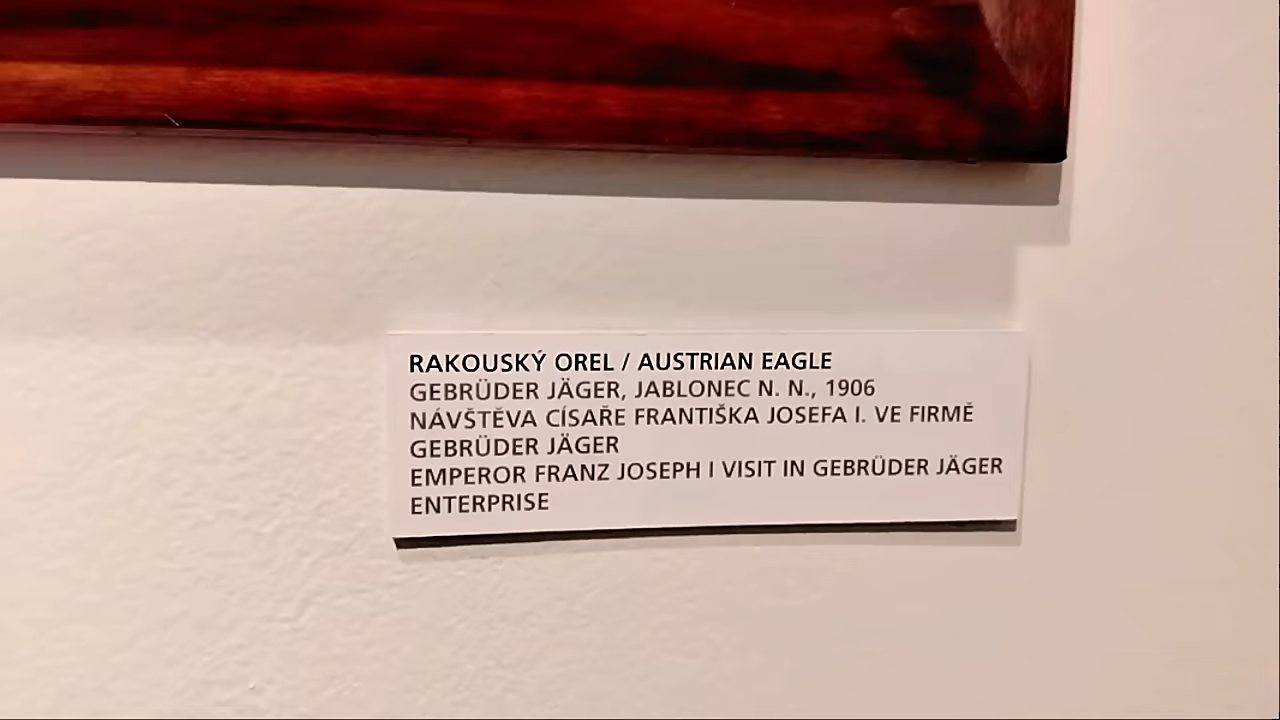 RAKOUSKÝ OREL / AUSTRIAN EAGLE
GEBRÜDER JÄGER, JABLONEC N. N., 1906
NÁVŠTĚVA CÍSAŘE FRANTIŠKA JOSEFA I. VE FIRMĚ
GEBRÜDER JÄGER
EMPEROR FRANZ JOSEPH I VISIT IN GEBRÜDER JÄGER
ENTERPRISE